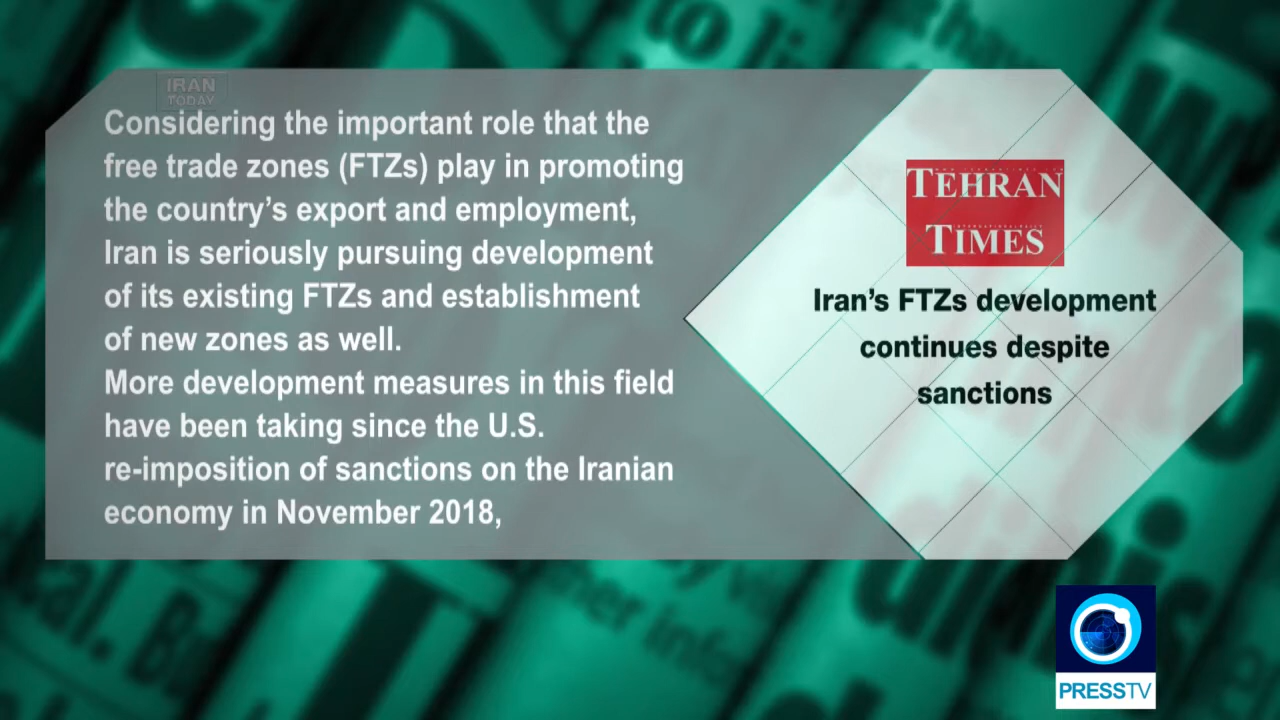 IRAN
TODAY
Considering the important role that the
free trade zones (FTZs) play in promoting
the country’s export and employment,
Iran is seriously pursuing development
of its existing FTZs and establishment
of new zones as well.
More development measures in this field
have been taking since the U.S.
re-imposition of sanctions on the Iranian
economy in November 2018,
TEHRAN
TIMES
Iran’s FTZs development
continues despite
sanctions
PRESSTV